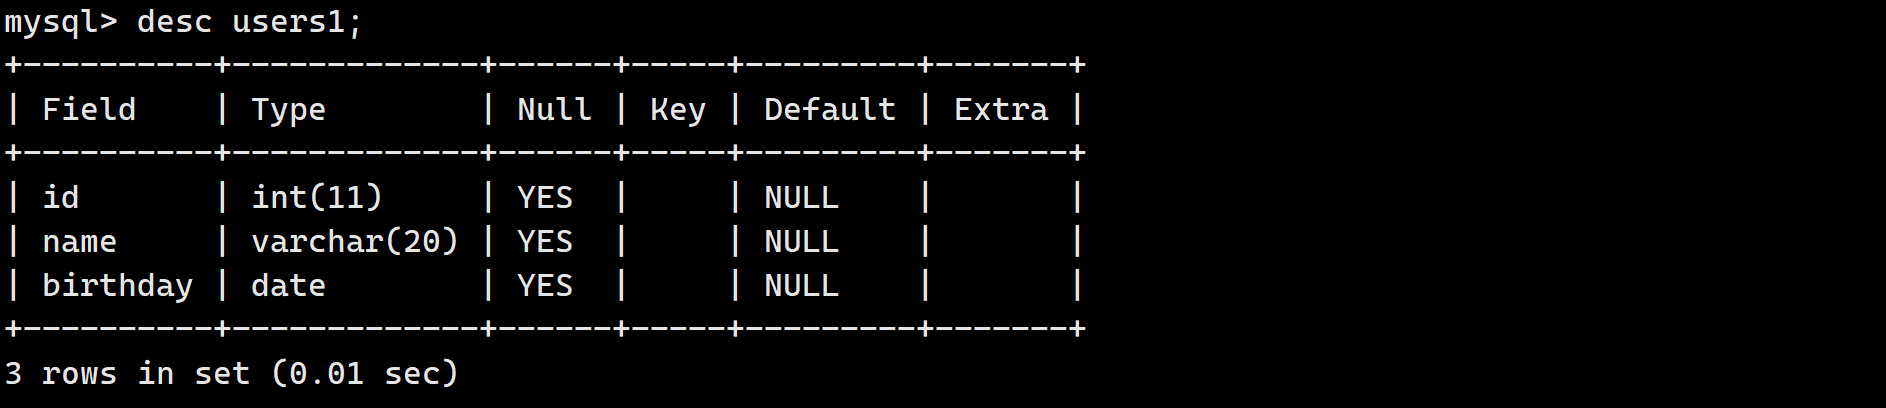 mysql> desc users1;
+----------+-------------+------+-----+---------+-------+
| Field    | Type        | Null | Key | Default | Extra |
+----------+-------------+------+-----+---------+-------+
| id       | int(11)     | YES  |     | NULL    |       |
| name     | varchar(20) | YES  |     | NULL    |       |
| birthday | date        | YES  |     | NULL    |       |
+----------+-------------+------+-----+---------+-------+
3 rows in set (0.01 sec)